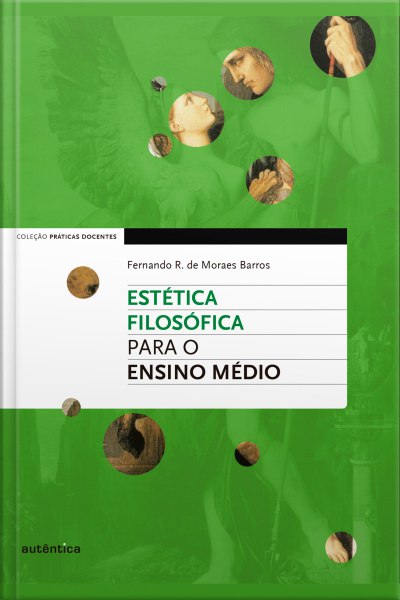 COLEÇÃO PRÁTICAS DOCENTES
Fernando R. de Moraes Barros
ESTÉTICA
FILOSÓFICA
PARA O
ENSINO MÉDIO
autêntica